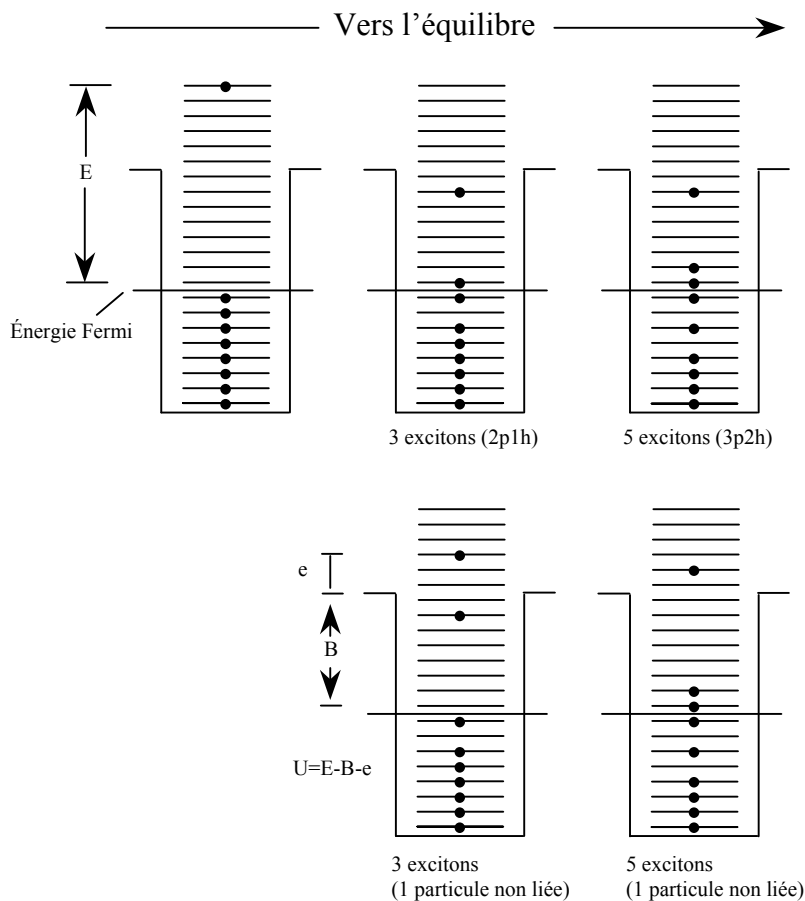 Vers l'équilibre
E
Énergie Fermi
3 excitons (2p1h)
5 excitons (3p2h)
e
B
U=E-B-e
3 excitons
(1 particule non liée)
5 excitons
(1 particule non liée)